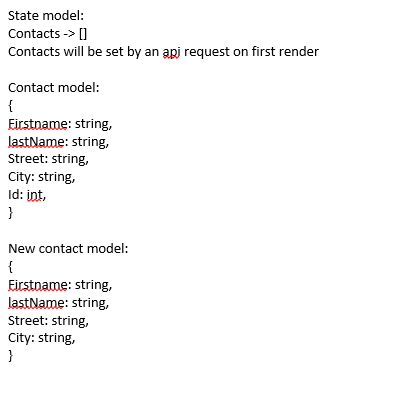 State model:
Contacts -> []
Contacts will be set by an api request on first render
Contact model:
{
Firstname: string,
lastName: string,
Street: string,
City: string,
Id: int,
}
New contact model:
{
Firstname: string,
lastName: string,
Street: string,
City: string,
}